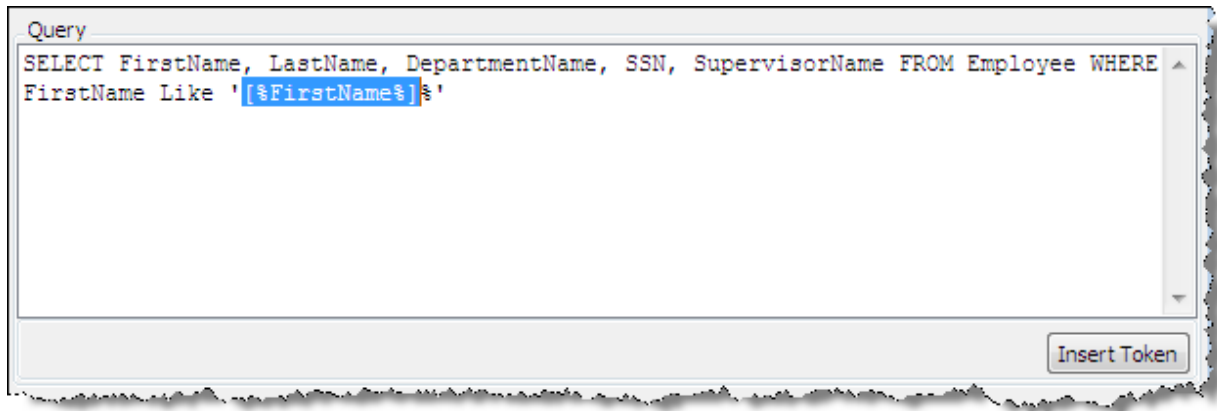 Query
SELECT FirstName, LastName, DepartmentName, SSN, SupervisorName FROM Employee WHERE
FirstName Like '[%FirstName%]%'
Insert Token